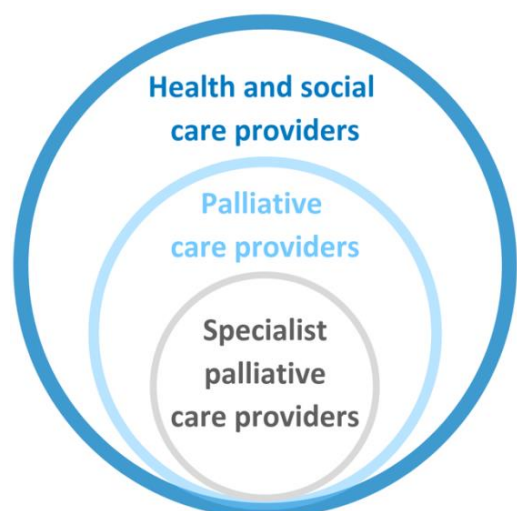 Health and social
care providers
Palliative
care providers
Specialist
palliative
care providers